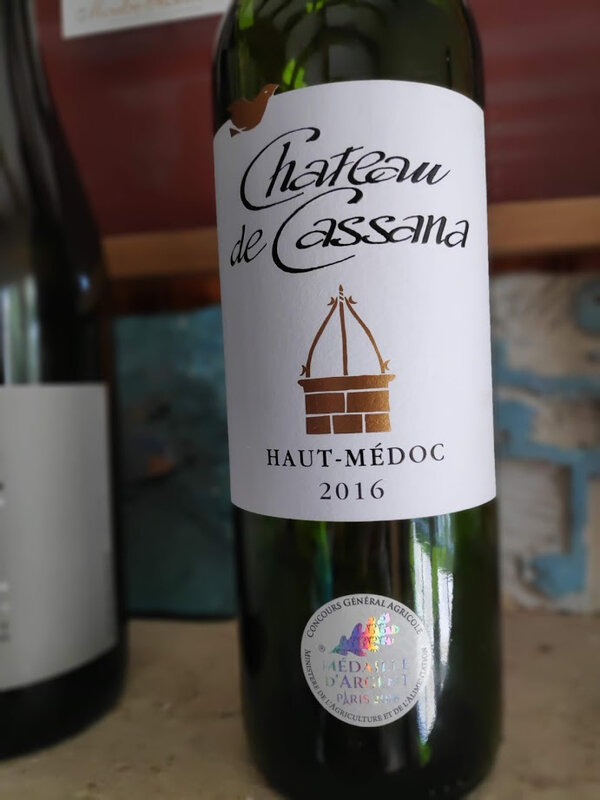 Chateau
de Cassana
HAUT-MÉDOC
2016
CONCOURS GÉNÉRAL AGRICOLE
®
MÉDAILLE
D'ARGENT
PARIS
MINISTÈRE DE L'AGRICULTURE ET DE L'ALIMENTATION